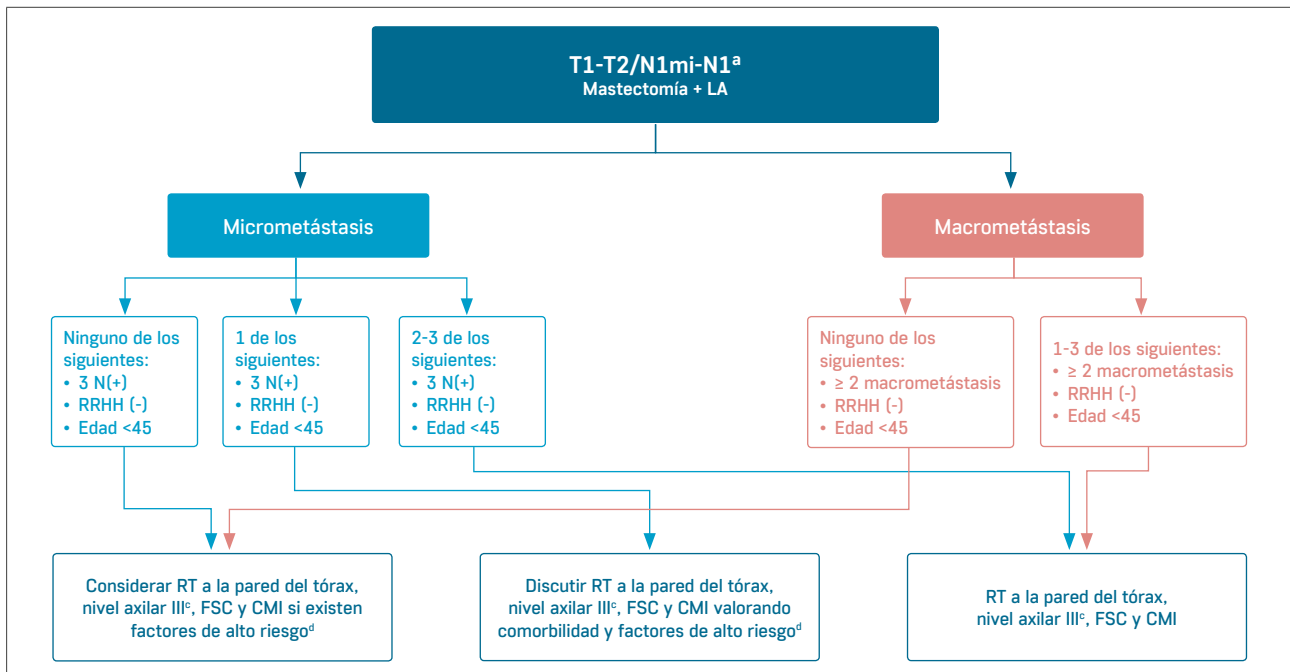 T1-T2/N1mi-N1ª
Mastectomía + LA
Micrometástasis
Macrometástasis
Ninguno de los
siguientes:
• 3 N(+)
• RRHH (-)
• Edad <45
1 de los
siguientes:
• 3 N(+)
• RRHH (-)
• Edad <45
2-3 de los
siguientes:
• 3 N(+)
• RRHH (-)
• Edad <45
Ninguno de los
siguientes:
• ≥ 2 macrometástasis
• RRHH (-)
• Edad <45
1-3 de los siguientes:
• ≥ 2 macrometástasis
• RRHH (-)
• Edad <45
Considerar RT a la pared del tórax,
nivel axilar IIIᶜ, FSC y CMI si existen
factores de alto riesgoᵈ
Discutir RT a la pared del tórax,
nivel axilar IIIᶜ, FSC y CMI valorando
comorbilidad y factores de alto riesgoᵈ
RT a la pared del tórax,
nivel axilar IIIᶜ, FSC y CMI